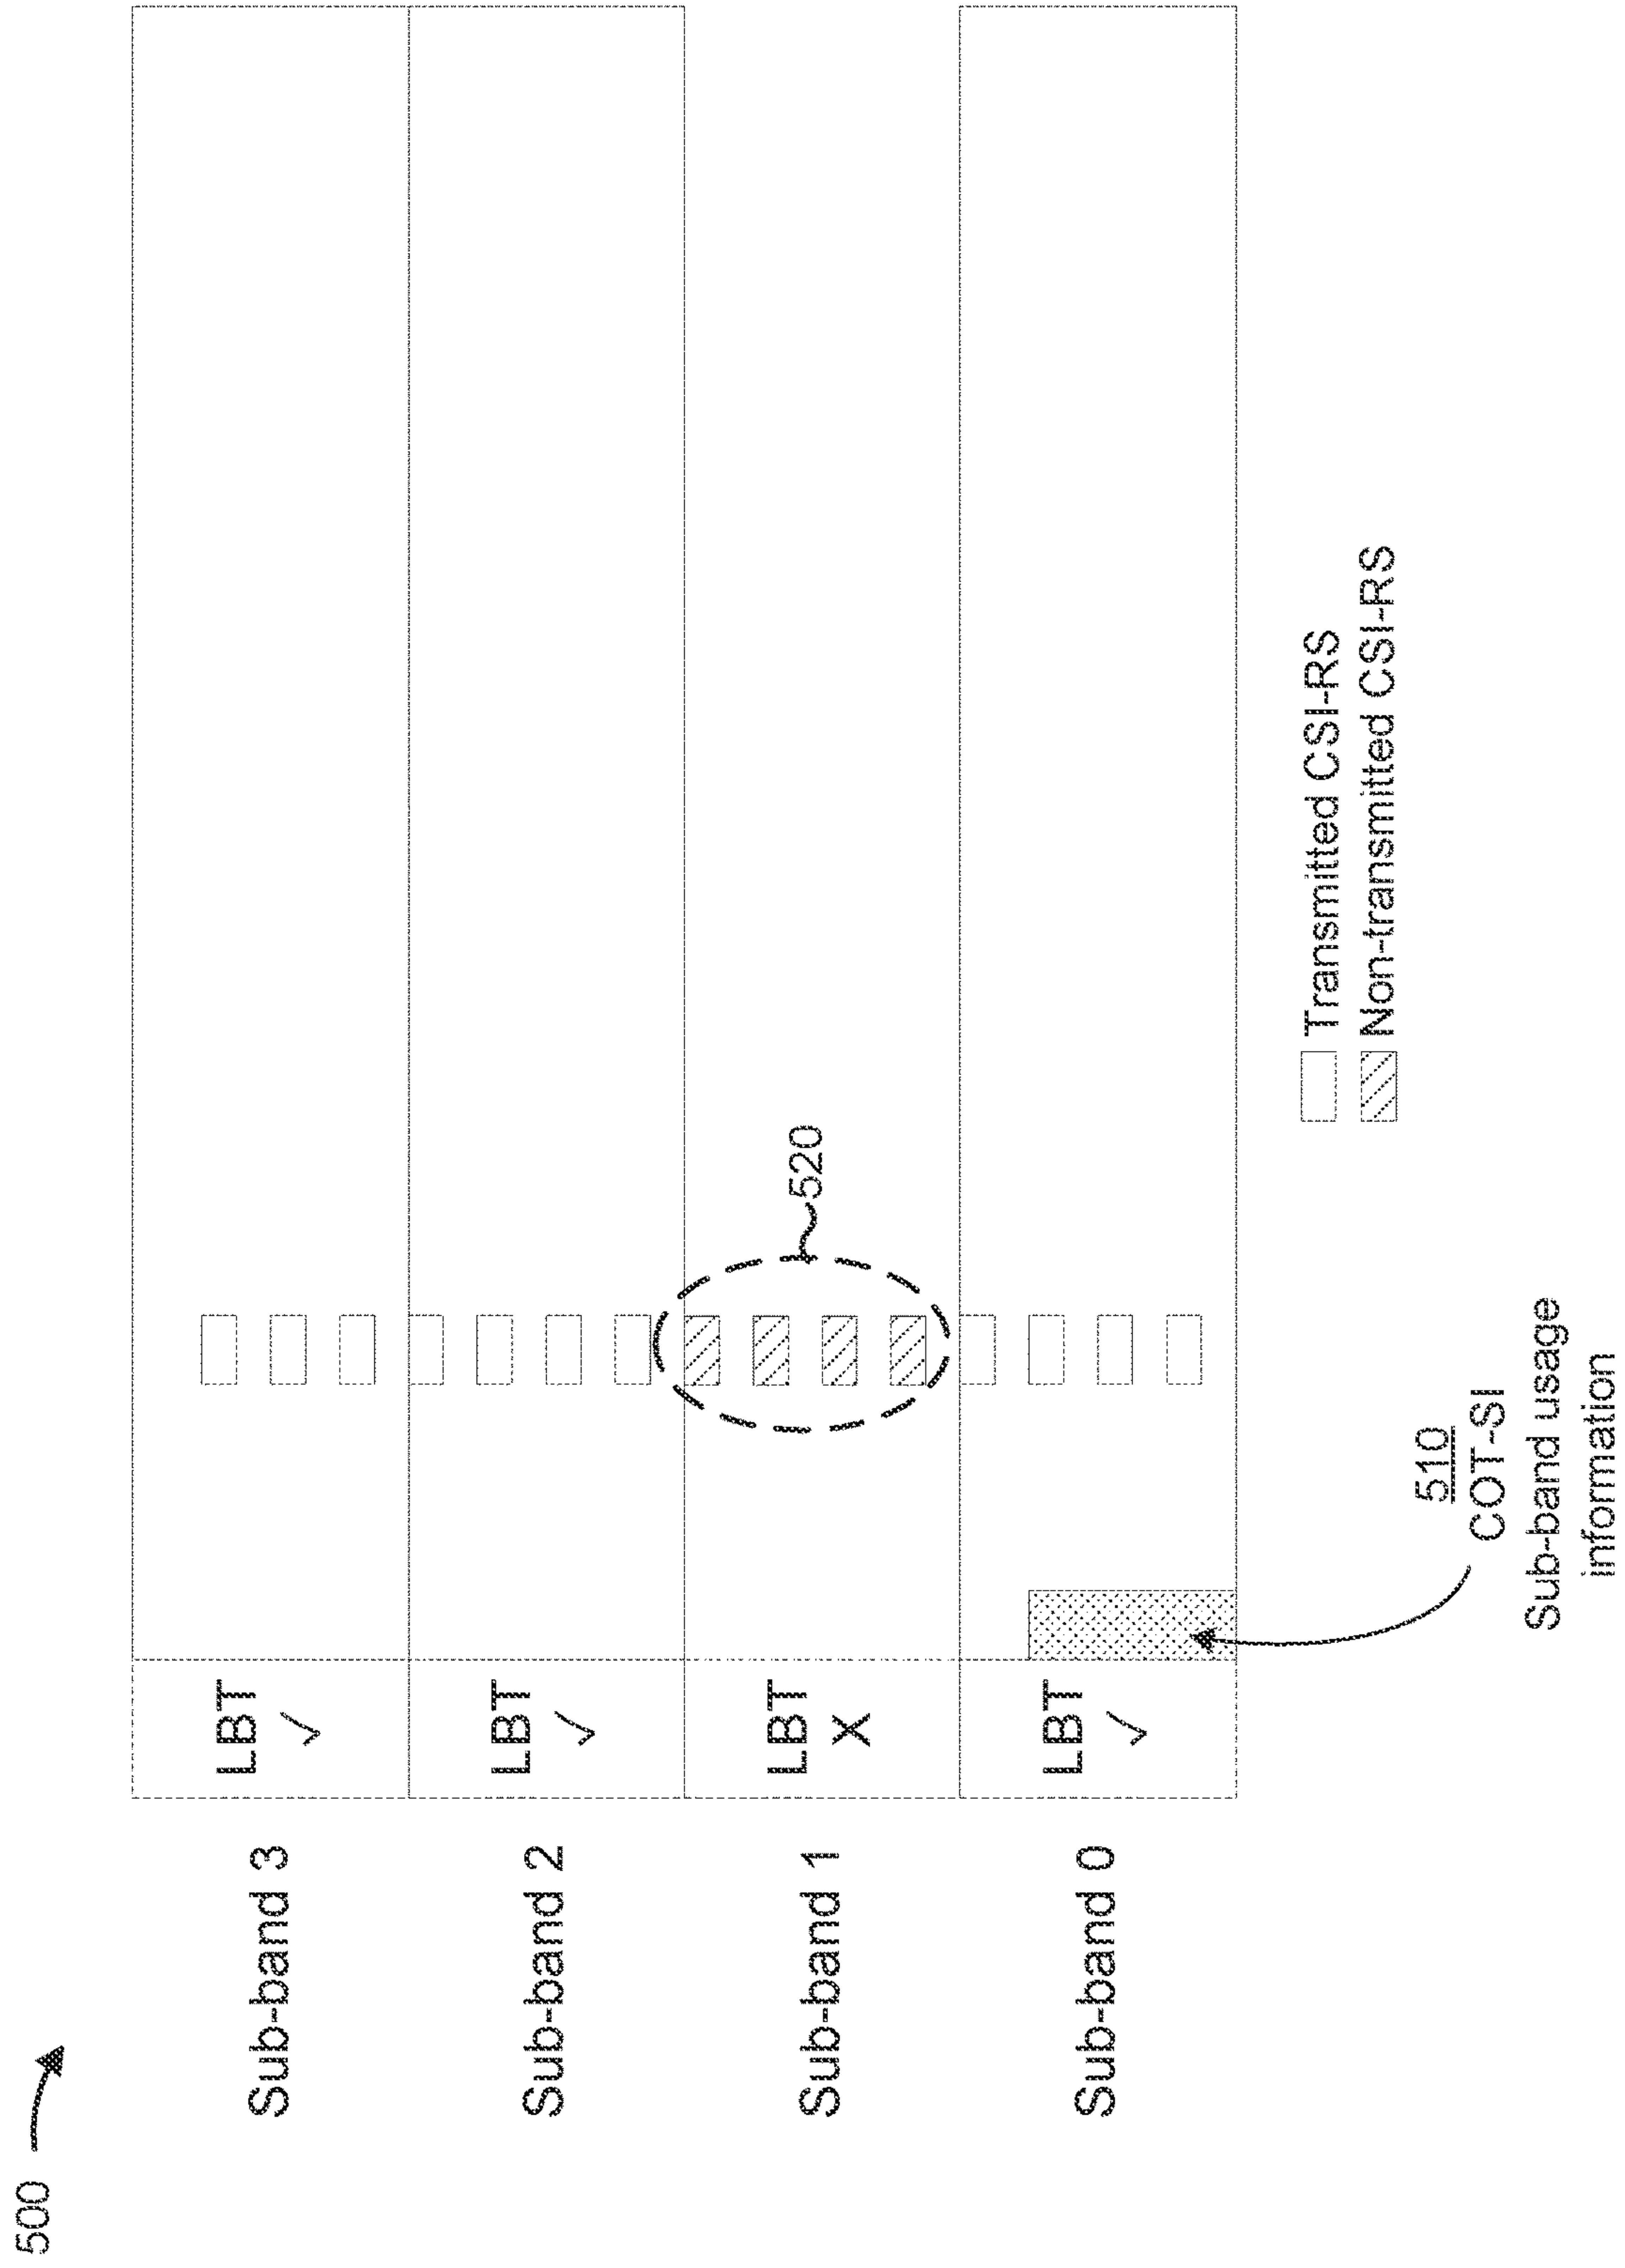 500
Sub-band 3
LBT
✓
Sub-band 2
LBT
✓
520
Sub-band 1
LBT
X
Sub-band 0
LBT
✓
510
COT-SI
Sub-band usage
information
Transmitted CSI-RS
Non-transmitted CSI-RS